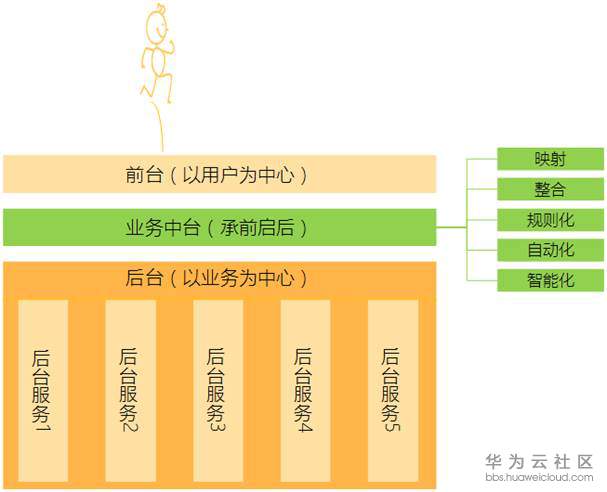 前台（以用户为中心）
业务中台（承前启后）
映射
整合
规则化
自动化
智能化
后台（以业务为中心）
后台服务1
后台服务2
后台服务3
后台服务4
后台服务5
华为云社区
bbs.huaweicloud.com